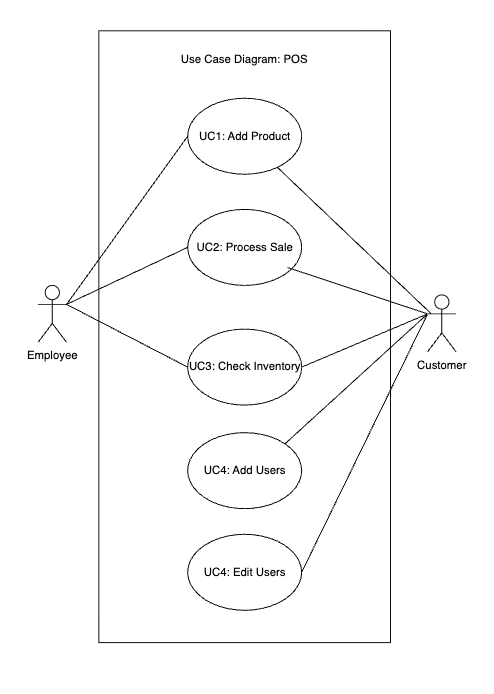 Use Case Diagram: POS
UC1: Add Product
UC2: Process Sale
Employee
UC3: Check Inventory
Customer
UC4: Add Users
UC4: Edit Users